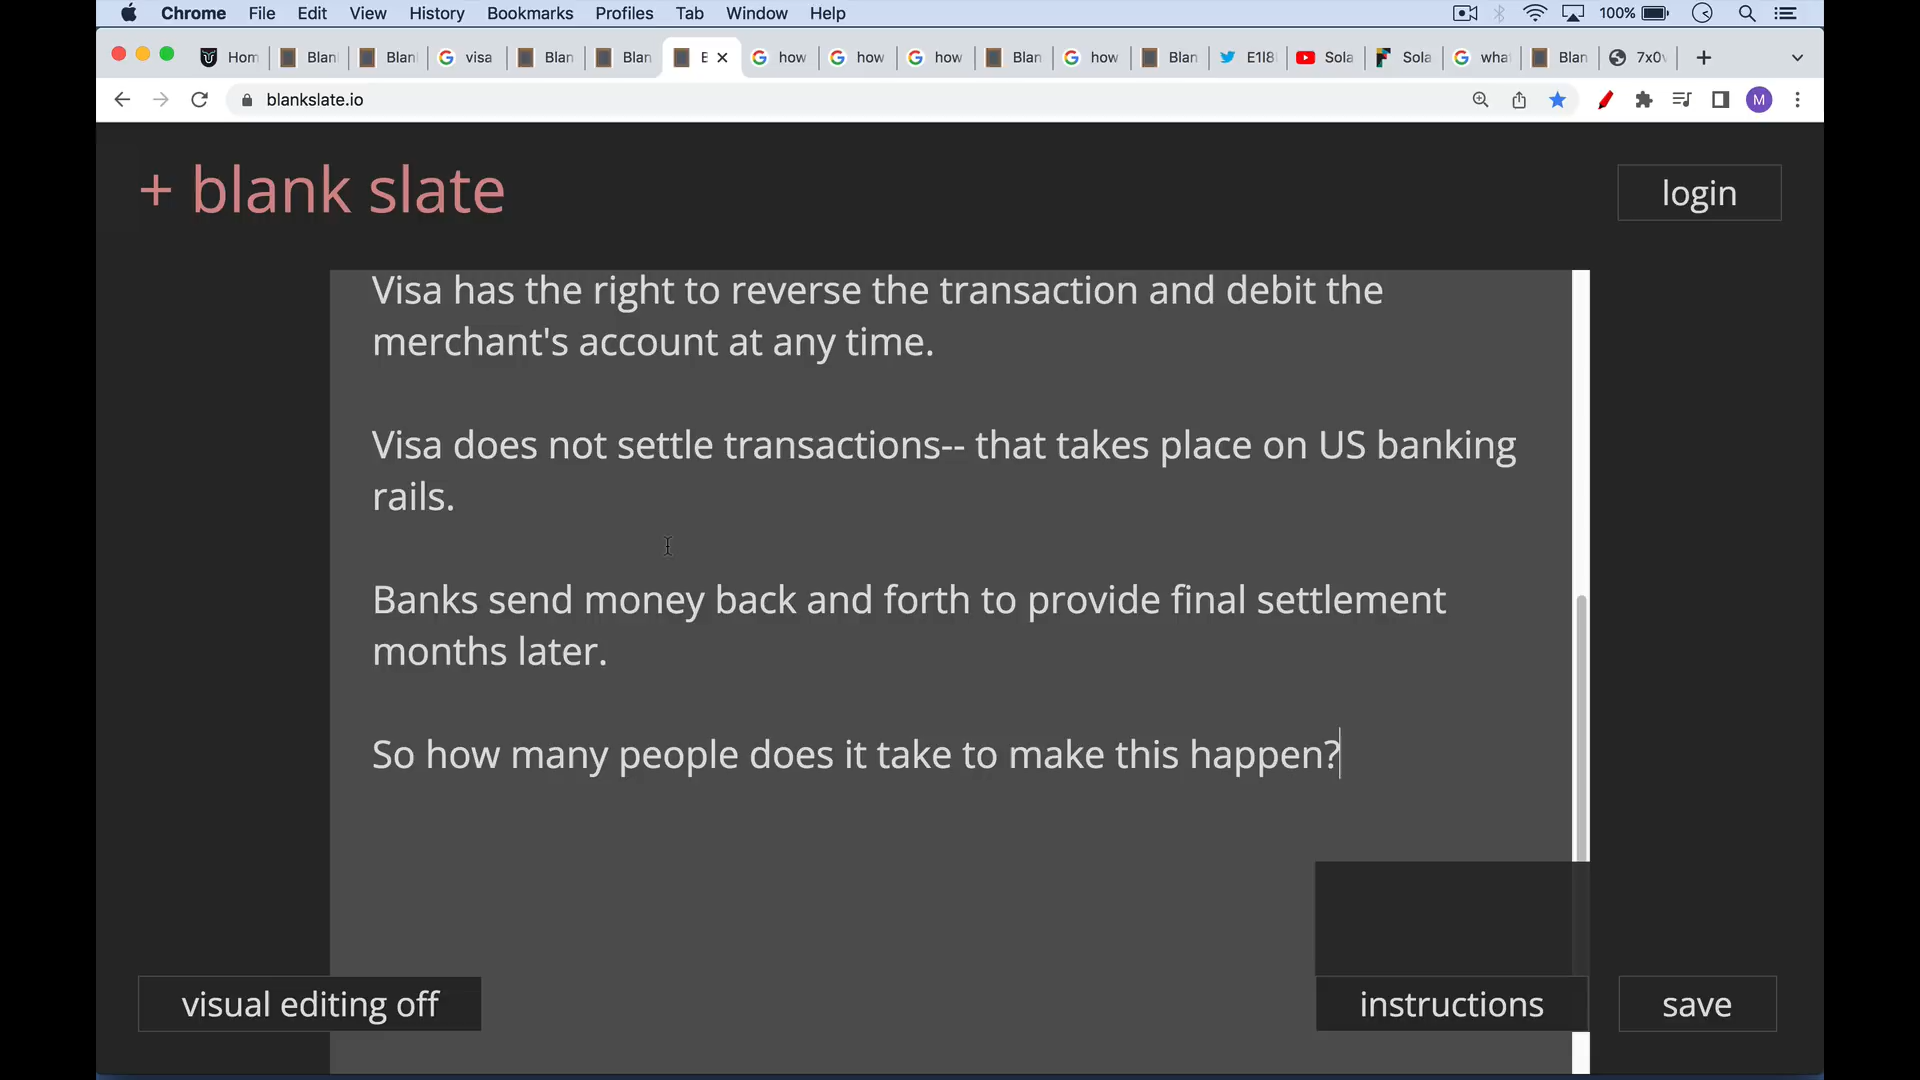 Chrome File Edit View History Bookmarks Profiles Tab Window Help 100%
Hom Blan Blan visa Blan Blan B how how how Blan how Blan E1l8 Sola Sola wha Blan 7x0
blankslate.io M
+ blank slate
login
Visa has the right to reverse the transaction and debit the
merchant's account at any time.
Visa does not settle transactions-- that takes place on US banking
rails.
Banks send money back and forth to provide final settlement
months later.
So how many people does it take to make this happen?
visual editing off
instructions
save